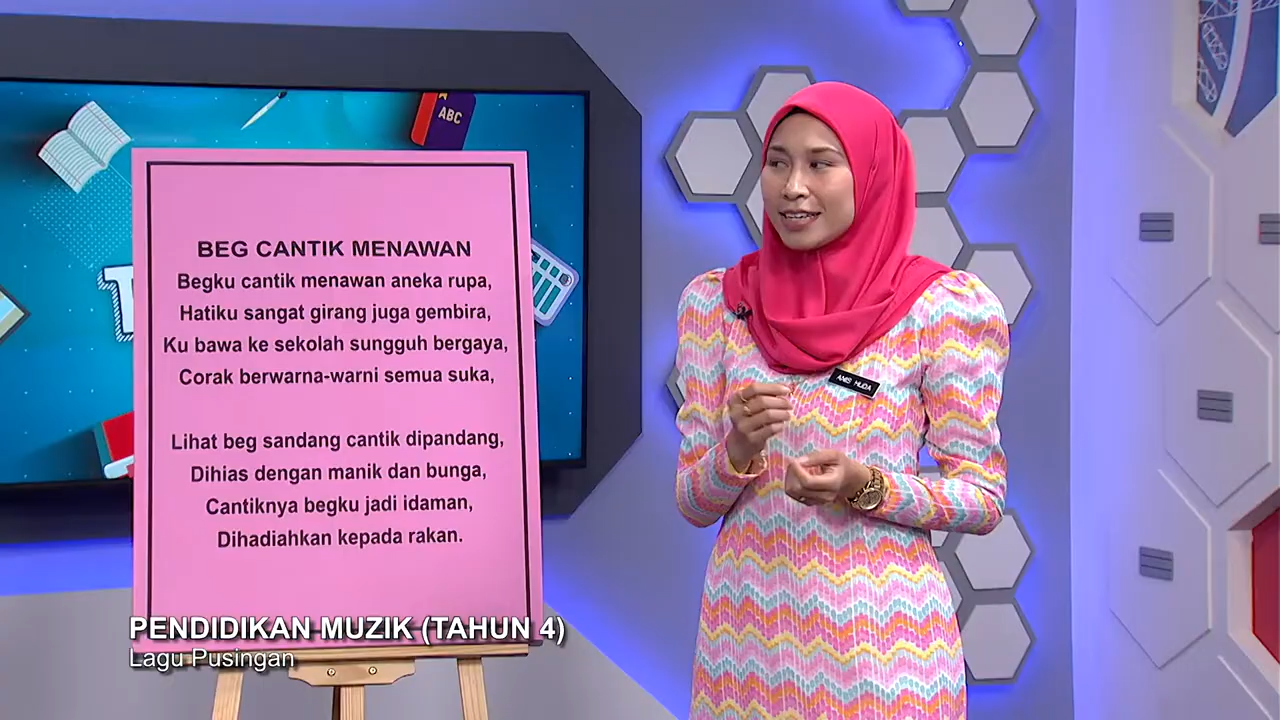 ABC
BEG CANTIK MENAWAN
Begku cantik menawan aneka rupa,
Hatiku sangat girang juga gembira,
Ku bawa ke sekolah sungguh bergaya,
Corak berwarna-warni semua suka,
Lihat beg sandang cantik dipandang,
Dihias dengan manik dan bunga,
Cantiknya begku jadi idaman,
Dihadiahkan kepada rakan.
ANIS HUDA
PENDIDIKAN MUZIK (TAHUN 4)
Lagu Pusingan